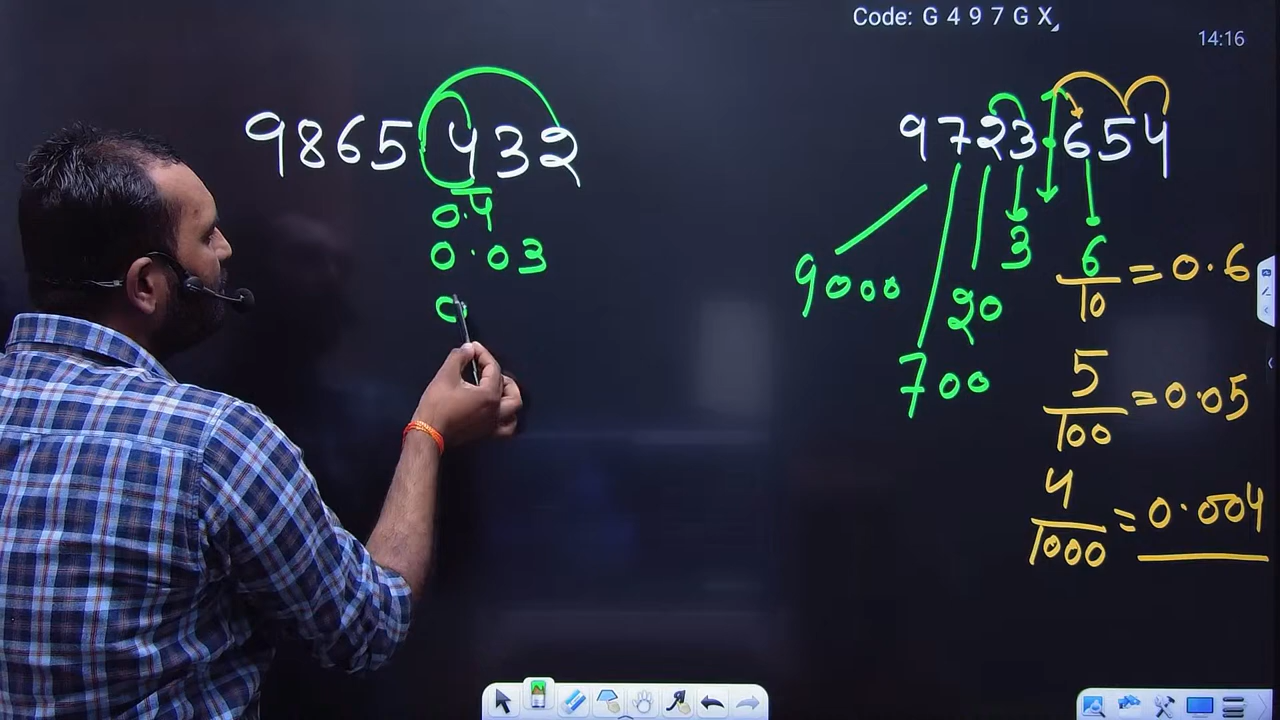 Code: G 4 9 7 G X
14:16
9865.432
0.4
0.03
0
9723.654
3
9000
20
700
6/10 = 0.6
5/100 = 0.05
4/1000 = 0.004